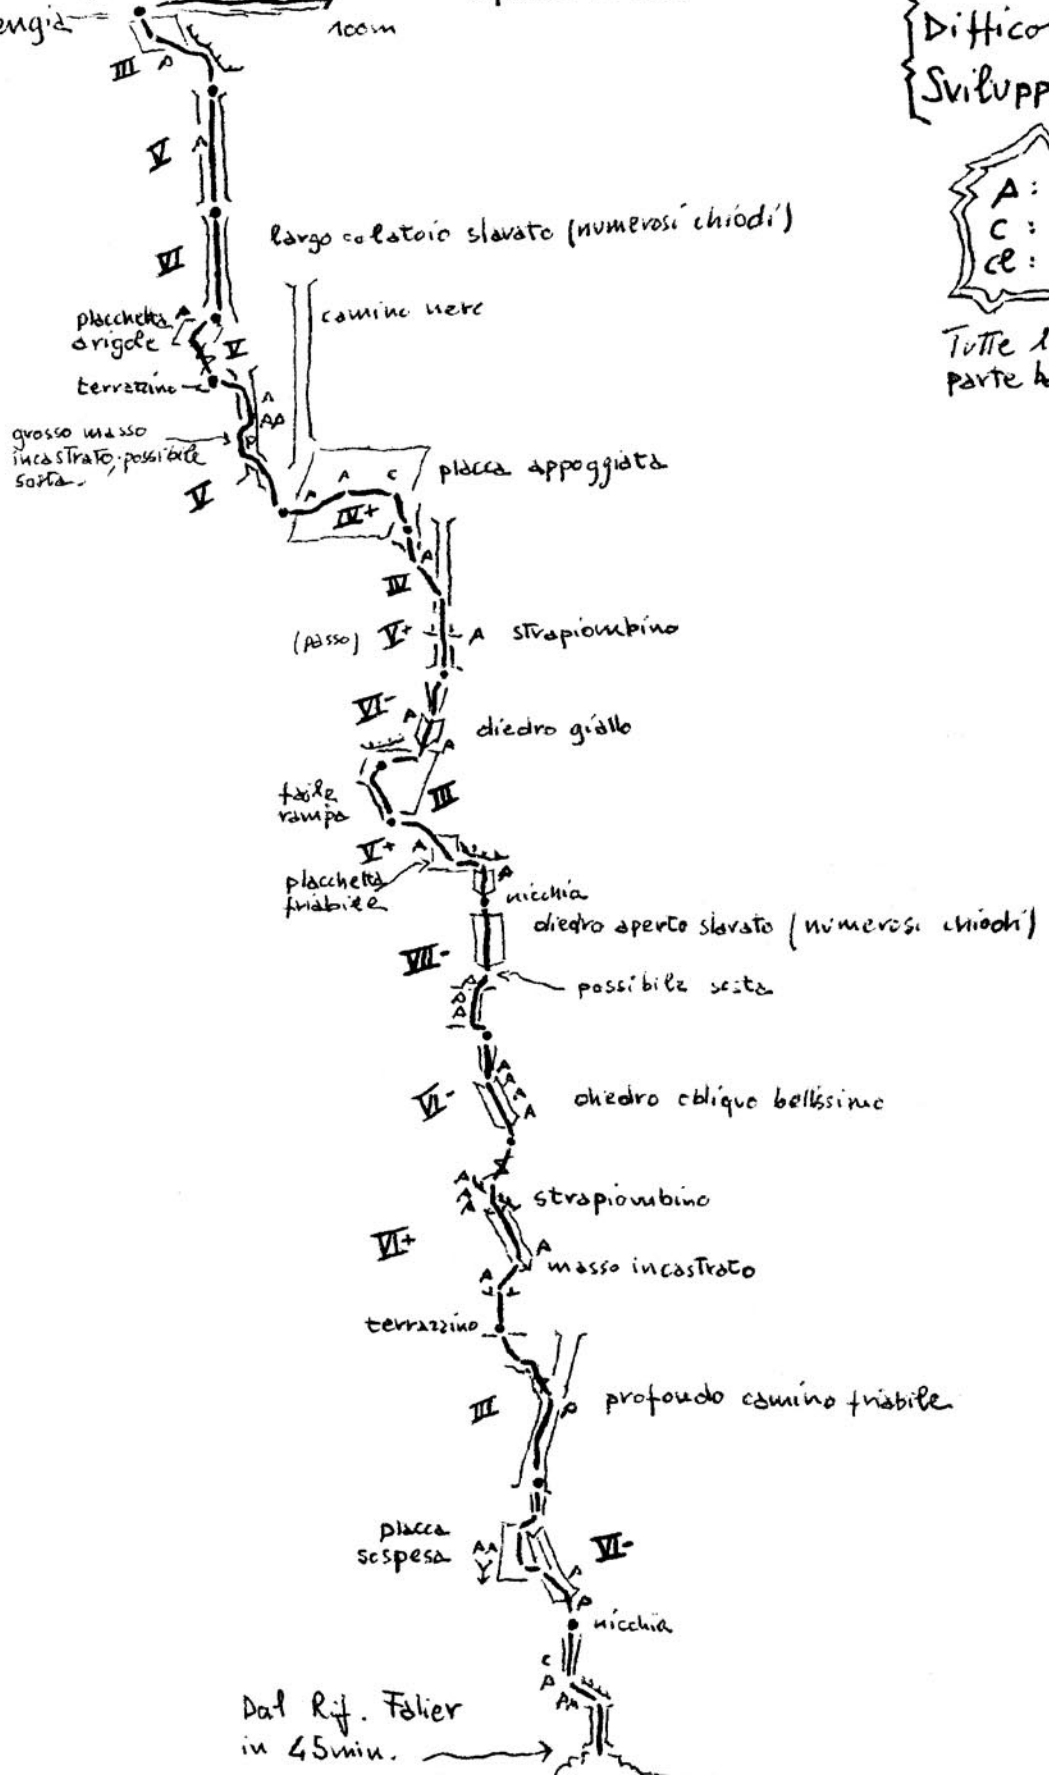 engia
100m
Diffico
Svilupp
III
A
V
A
A:
C:
ce:
largo colatoio slavato (numerosi chiodi)
VI
camino nero
placchetta
A
V
Tutte l
parte
terrazzino
A
AA
grosso masso
incastrato; possibile
sosta.
P
V
placca appoggiata
A A C
IV+
A
IV
(passo) V+
A strapiombino
VI-
A
diedro giallo
A
facile
rampa
III
V+ A
placchetta
friabile
A
nicchia
diedro aperto slavato (numerosi chiodi)
VII-
possibile sosta
A
A
A
A
A
A
A
VI-
diedro obliquo bellissimo
A
A
A
strapiombino
VI+
A
masso incastrato
A
terrazzino
III
P
profondo camino friabile
placca
sospesa
AA
VI-
A
P
nicchia
C
P
PA
Dal Rif. Falier
in 45min.